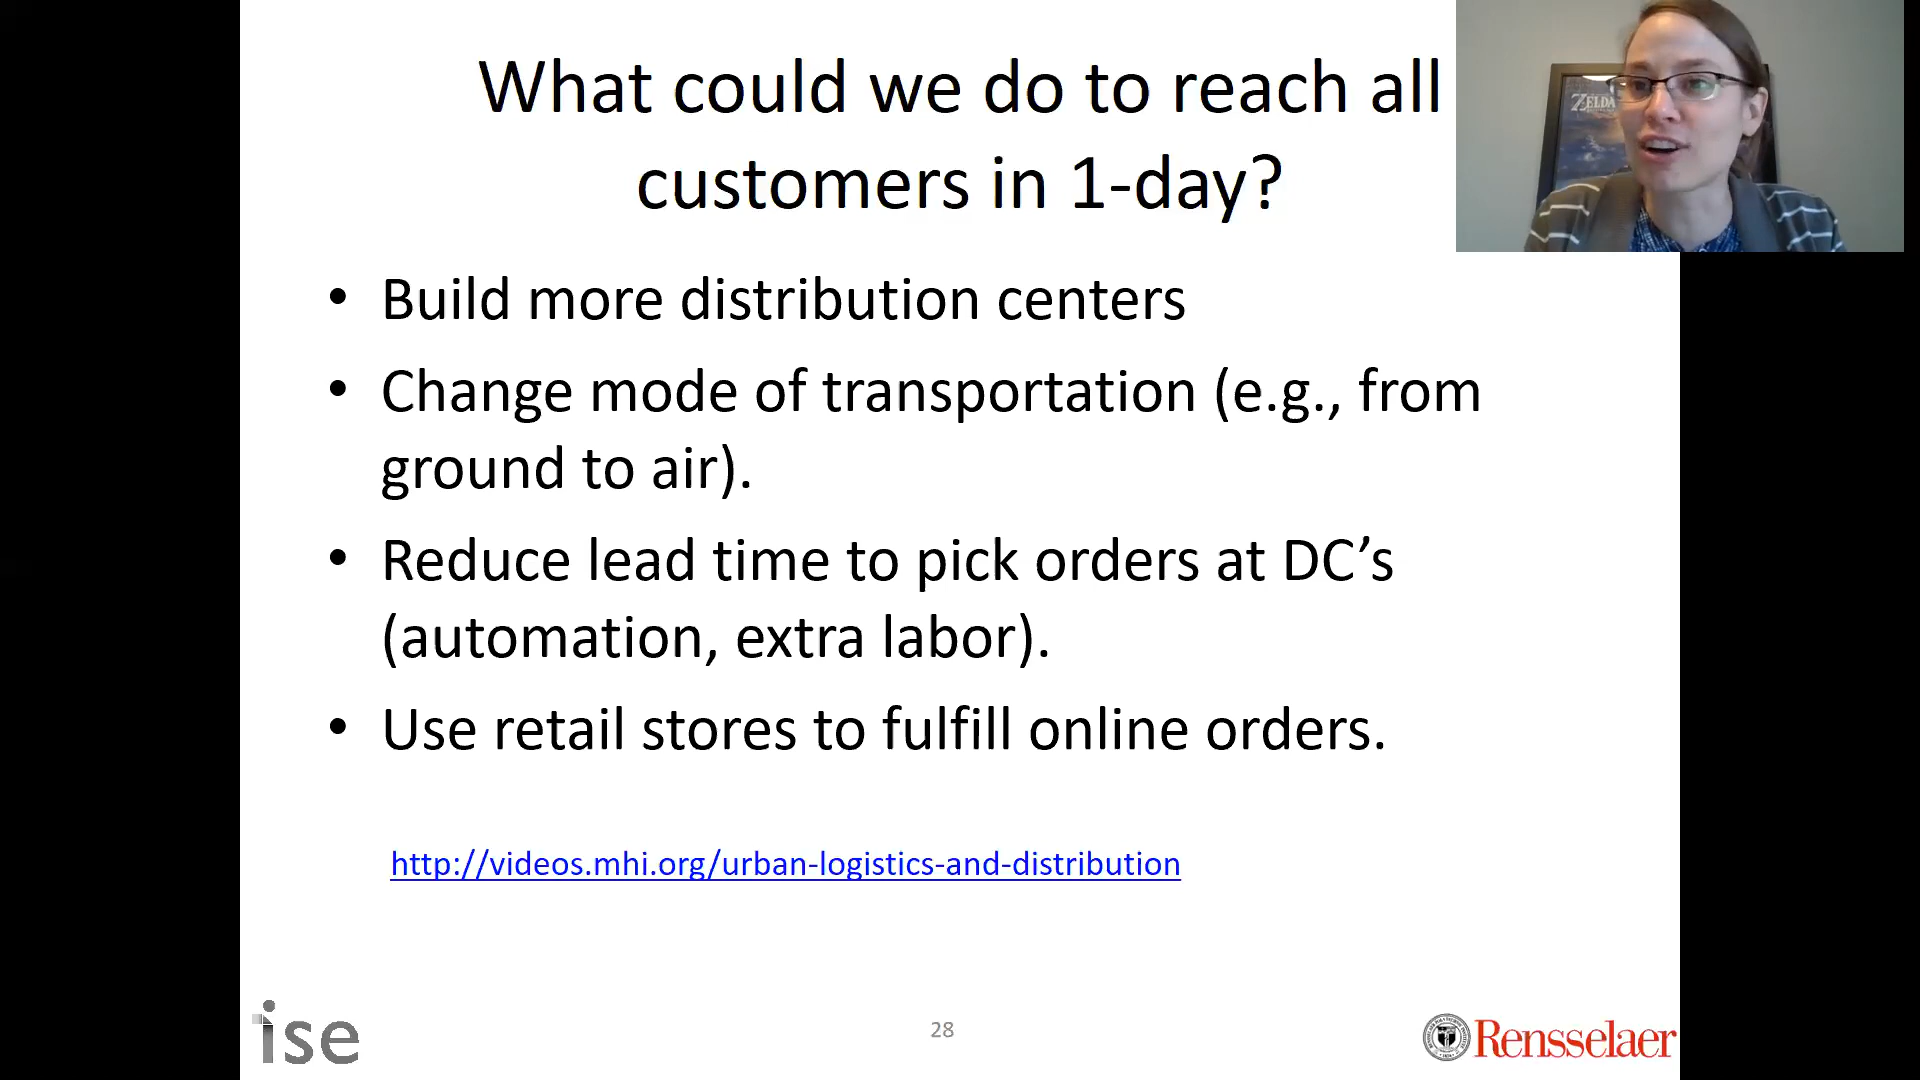 What could we do to reach all
customers in 1-day?
ZELDA
• Build more distribution centers
• Change mode of transportation (e.g., from
ground to air).
• Reduce lead time to pick orders at DC’s
(automation, extra labor).
• Use retail stores to fulfill online orders.
http://videos.mhi.org/urban-logistics-and-distribution
ise
28
Rensselaer